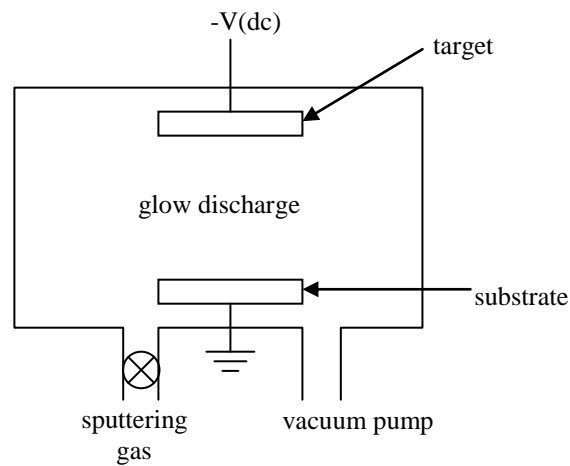 -V(dc)
target
glow discharge
substrate
sputtering
gas
vacuum pump